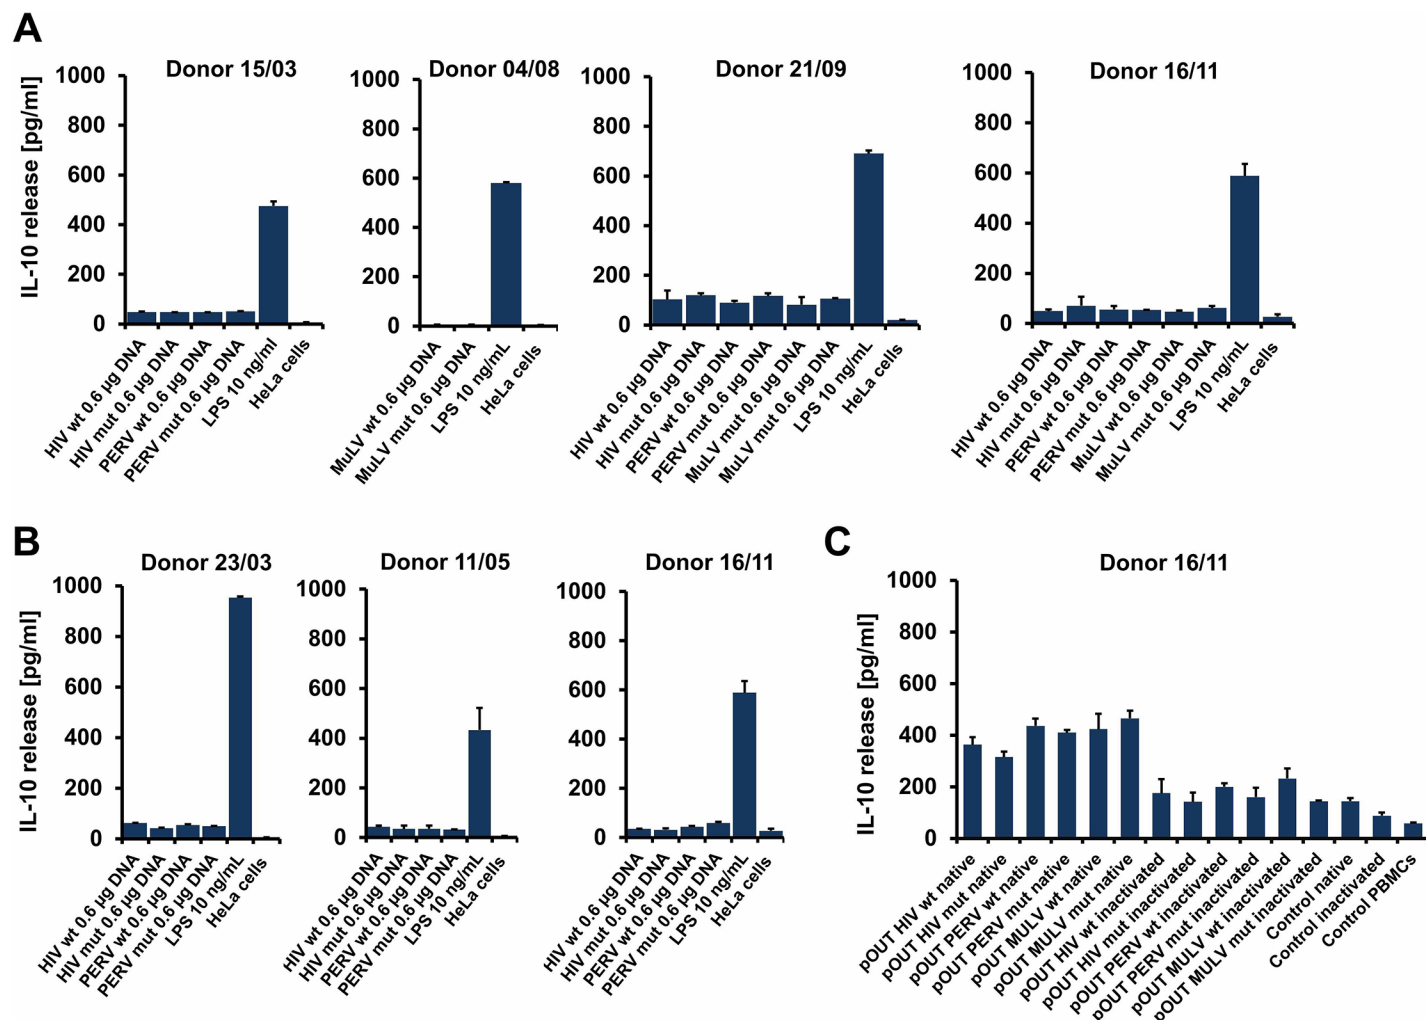 A
Donor 15/03
IL-10 release [pg/ml]
1000
800
600
400
200
0
HIV wt 0.6 µg DNA
HIV mut 0.6 µg DNA
PERV wt 0.6 µg DNA
PERV mut 0.6 µg DNA
LPS 10 ng/ml
HeLa cells
Donor 04/08
1000
800
600
400
200
0
MuLV wt 0.6 µg DNA
MuLV mut 0.6 µg DNA
LPS 10 ng/mL
HeLa cells
Donor 21/09
1000
800
600
400
200
0
HIV wt 0.6 µg DNA
HIV mut 0.6 µg DNA
PERV wt 0.6 µg DNA
PERV mut 0.6 µg DNA
MuLV mut 0.6 µg DNA
MuLV mut 0.6 µg DNA
LPS 10 ng/mL
HeLa cells
Donor 16/11
1000
800
600
400
200
0
HIV wt 0.6 µg DNA
HIV mut 0.6 µg DNA
PERV wt 0.6 µg DNA
PERV mut 0.6 µg DNA
MuLV wt 0.6 µg DNA
MuLV mut 0.6 µg DNA
LPS 10 ng/mL
HeLa cells
B
Donor 23/03
IL-10 release [pg/ml]
1000
800
600
400
200
0
HIV wt 0.6 µg DNA
HIV mut 0.6 µg DNA
PERV wt 0.6 µg DNA
PERV mut 0.6 µg DNA
LPS 10 ng/mL
HeLa cells
Donor 11/05
1000
800
600
400
200
0
HIV wt 0.6 µg DNA
HIV mut 0.6 µg DNA
PERV wt 0.6 µg DNA
PERV mut 0.6 µg DNA
LPS 10 ng/mL
HeLa cells
Donor 16/11
1000
800
600
400
200
0
HIV wt 0.6 µg DNA
HIV mut 0.6 µg DNA
PERV wt 0.6 µg DNA
PERV mut 0.6 µg DNA
LPS 10 ng/mL
HeLa cells
C
Donor 16/11
IL-10 release [pg/ml]
1000
800
600
400
200
0
pOUT HIV wt native
pOUT HIV mut native
pOUT PERV wt native
pOUT PERV mut native
pOUT MULV wt native
pOUT MULV mut native
pOUT HIV wt inactivated
pOUT HIV mut inactivated
pOUT PERV wt inactivated
pOUT PERV mut inactivated
pOUT MULV wt inactivated
pOUT MULV mut inactivated
Control native
Control inactivated
Control PBMCs